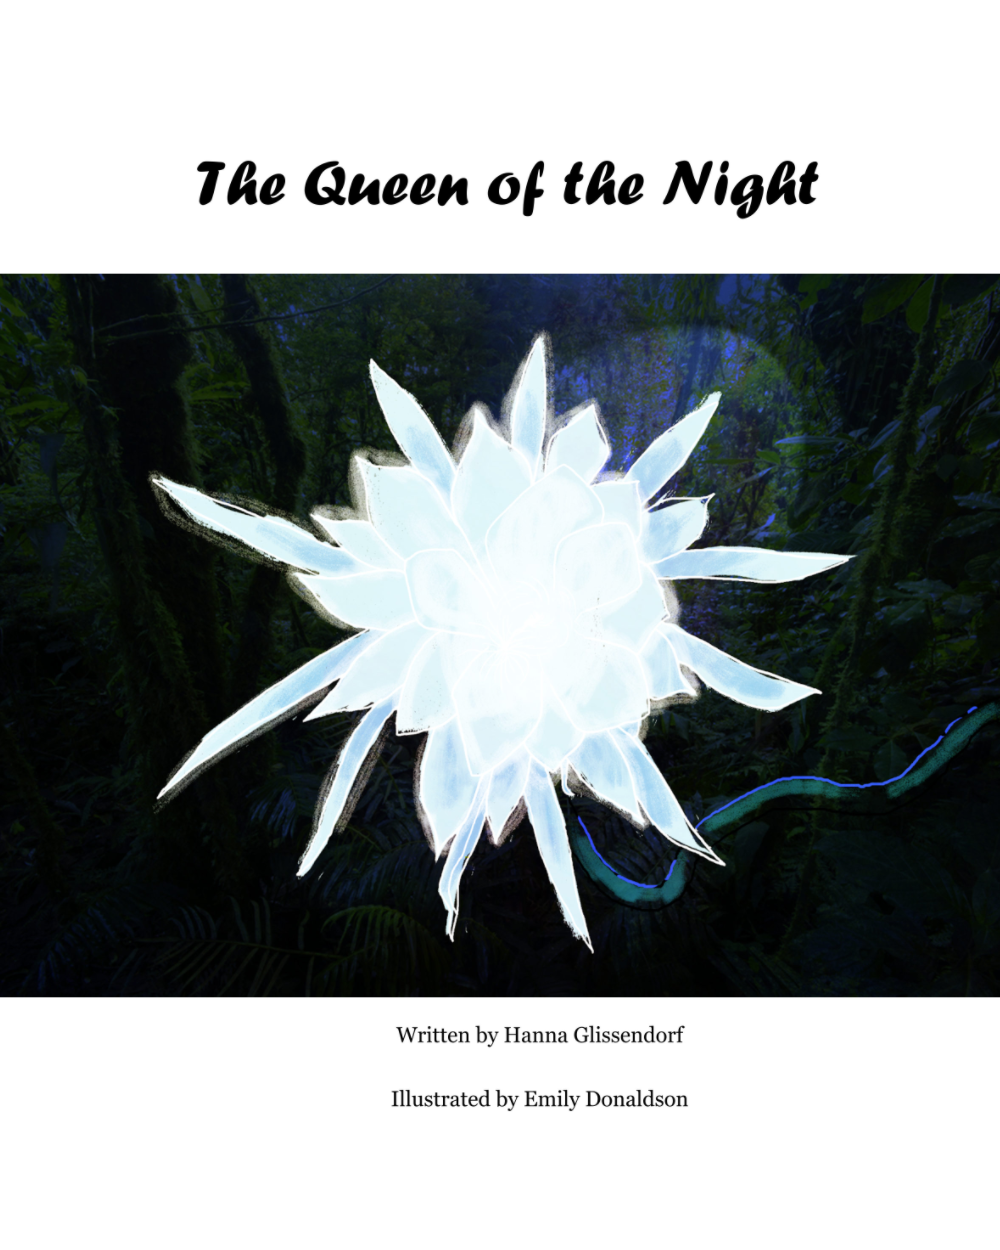 The Queen of the Night
Written by Hanna Glissendorf
Illustrated by Emily Donaldson